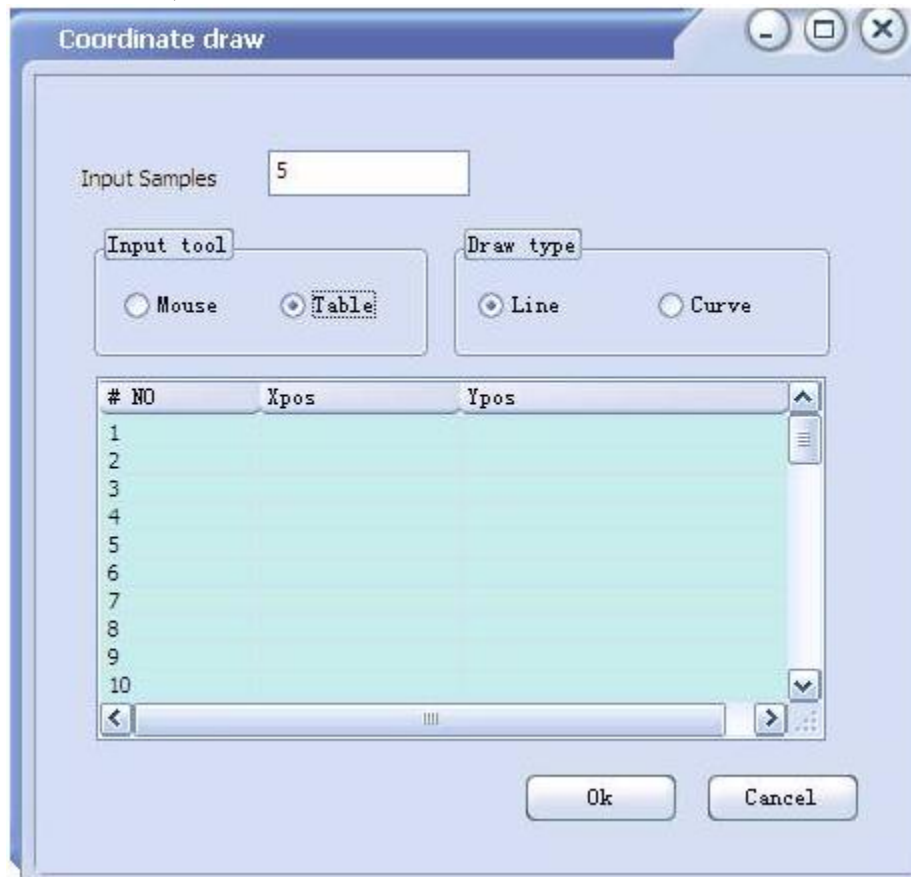 Coordinate draw
Input Samples 5
Input tool Draw type
Mouse Table Line Curve
# NO Xpos Ypos
1
2
3
4
5
6
7
8
9
10
Ok Cancel